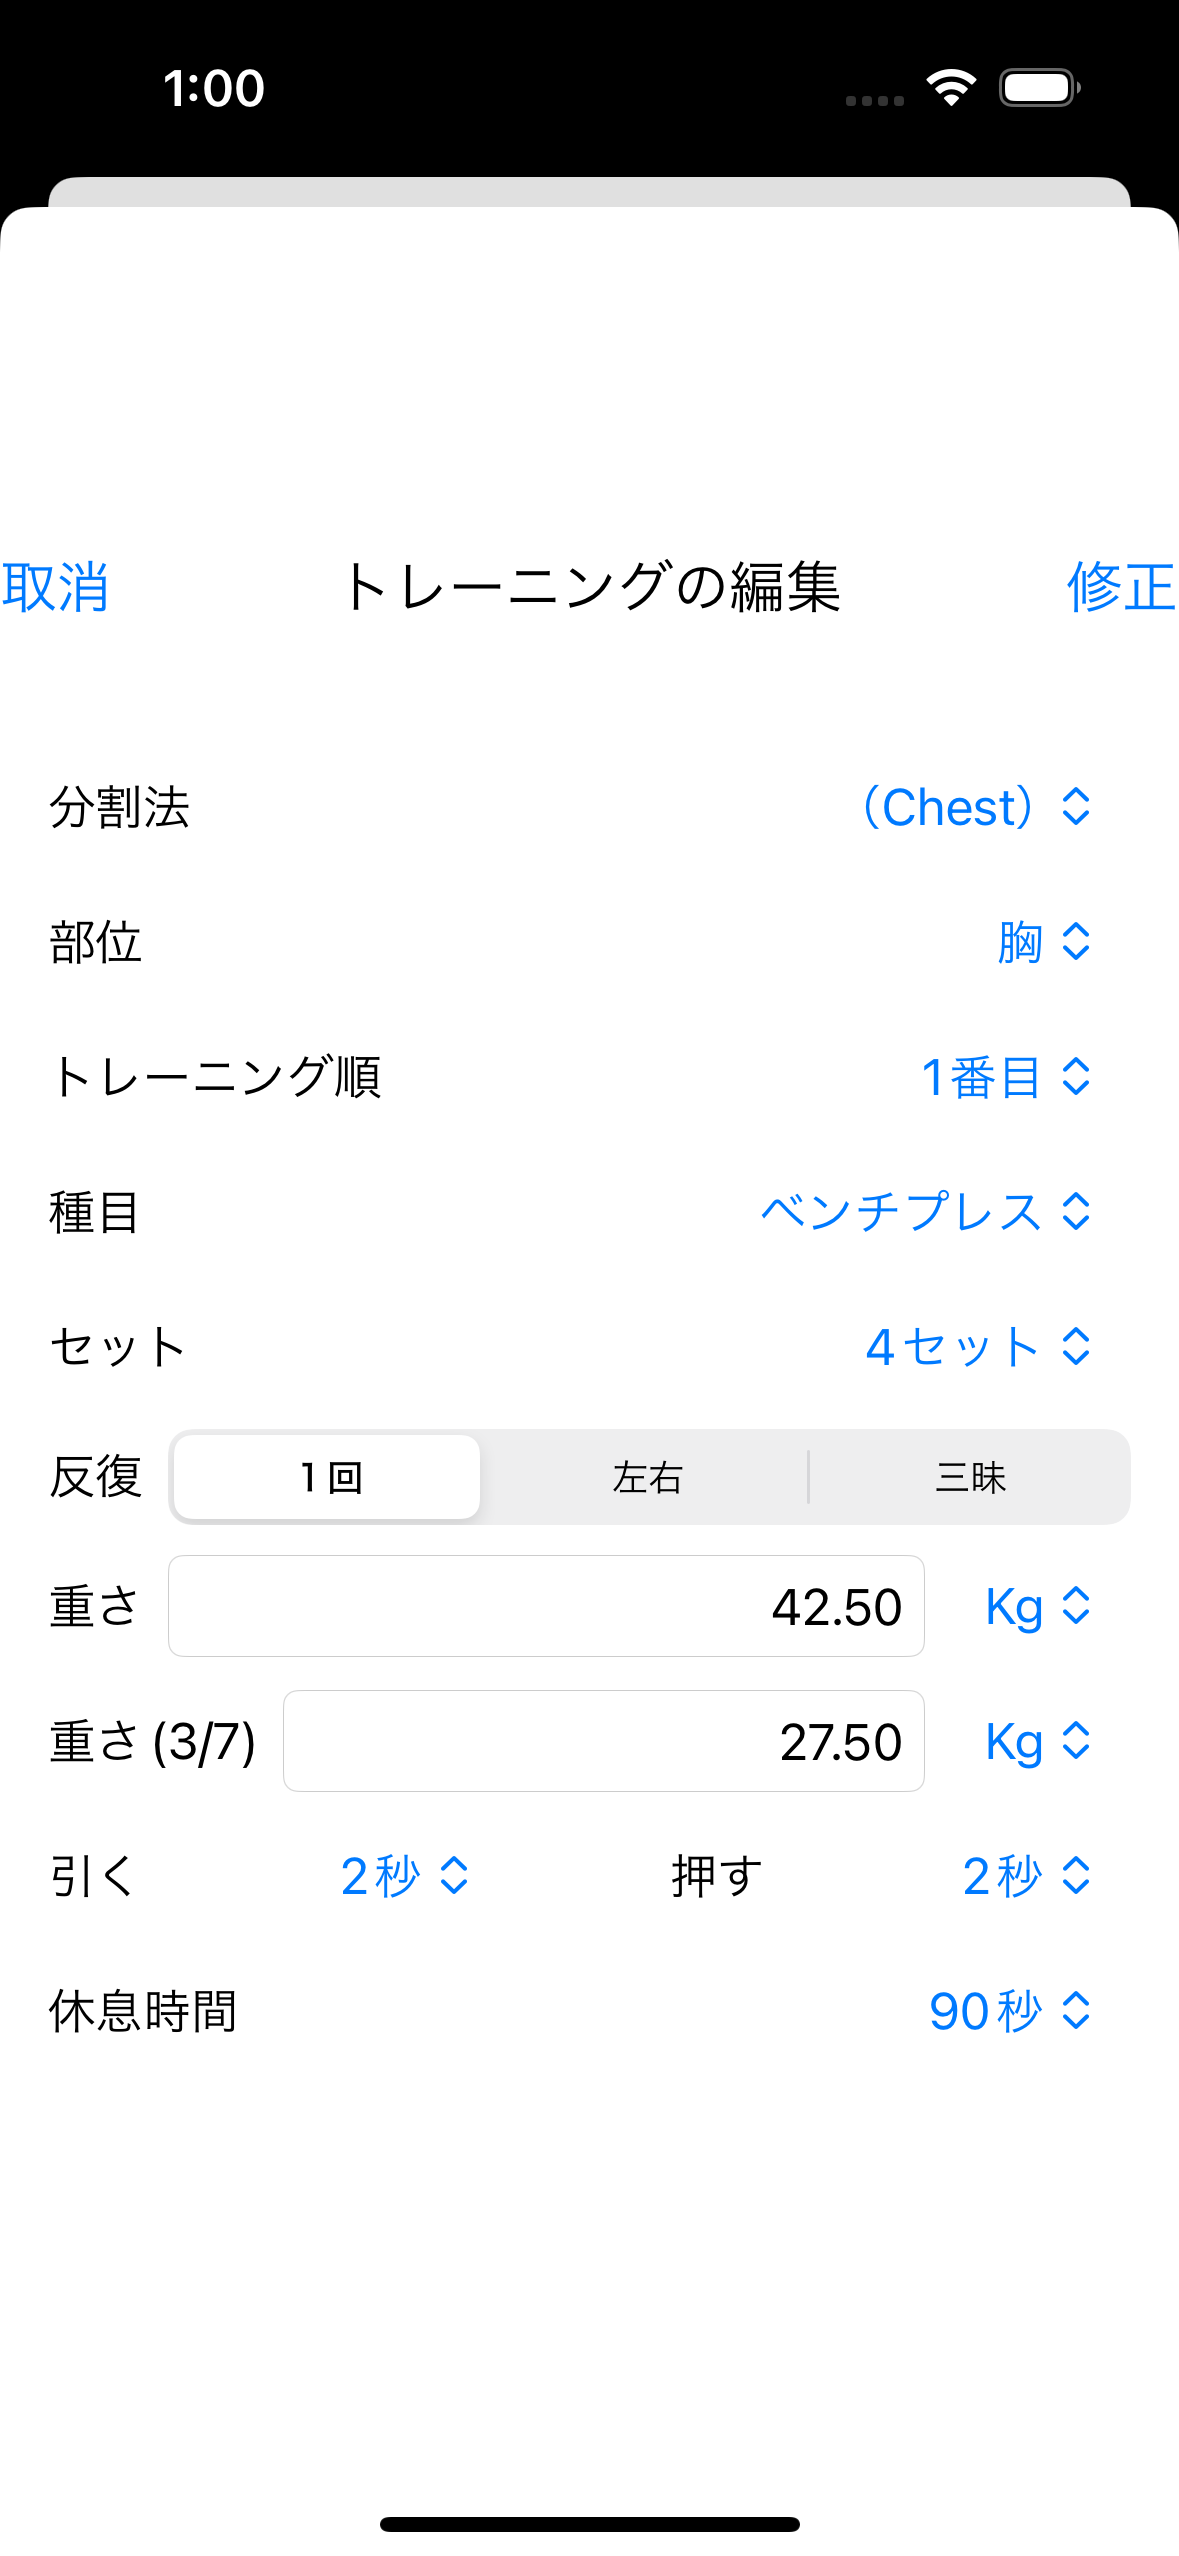 1:00
取消 トレーニングの編集 修正
分割法 （Chest）
部位 胸
トレーニング順 1番目
種目 ベンチプレス
セット 4セット
反復 1 回 左右 三昧
重さ 42.50 Kg
重さ (3/7) 27.50 Kg
引く 2秒 押す 2秒
休息時間 90秒